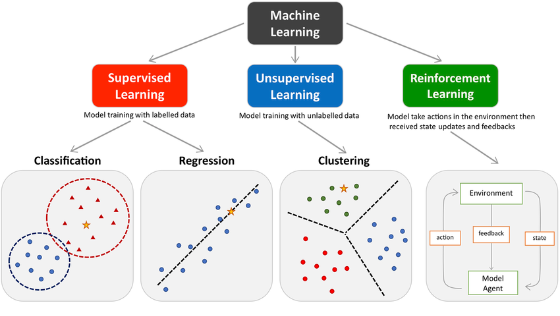 Machine
Learning
Supervised
Learning
Unsupervised
Learning
Reinforcement
Learning
Model training with labelled data
Model training with unlabelled data
Model take actions in the environment then
received state updates and feedbacks
Classification
Regression
Clustering
Environment
action
feedback
state
Model
Agent